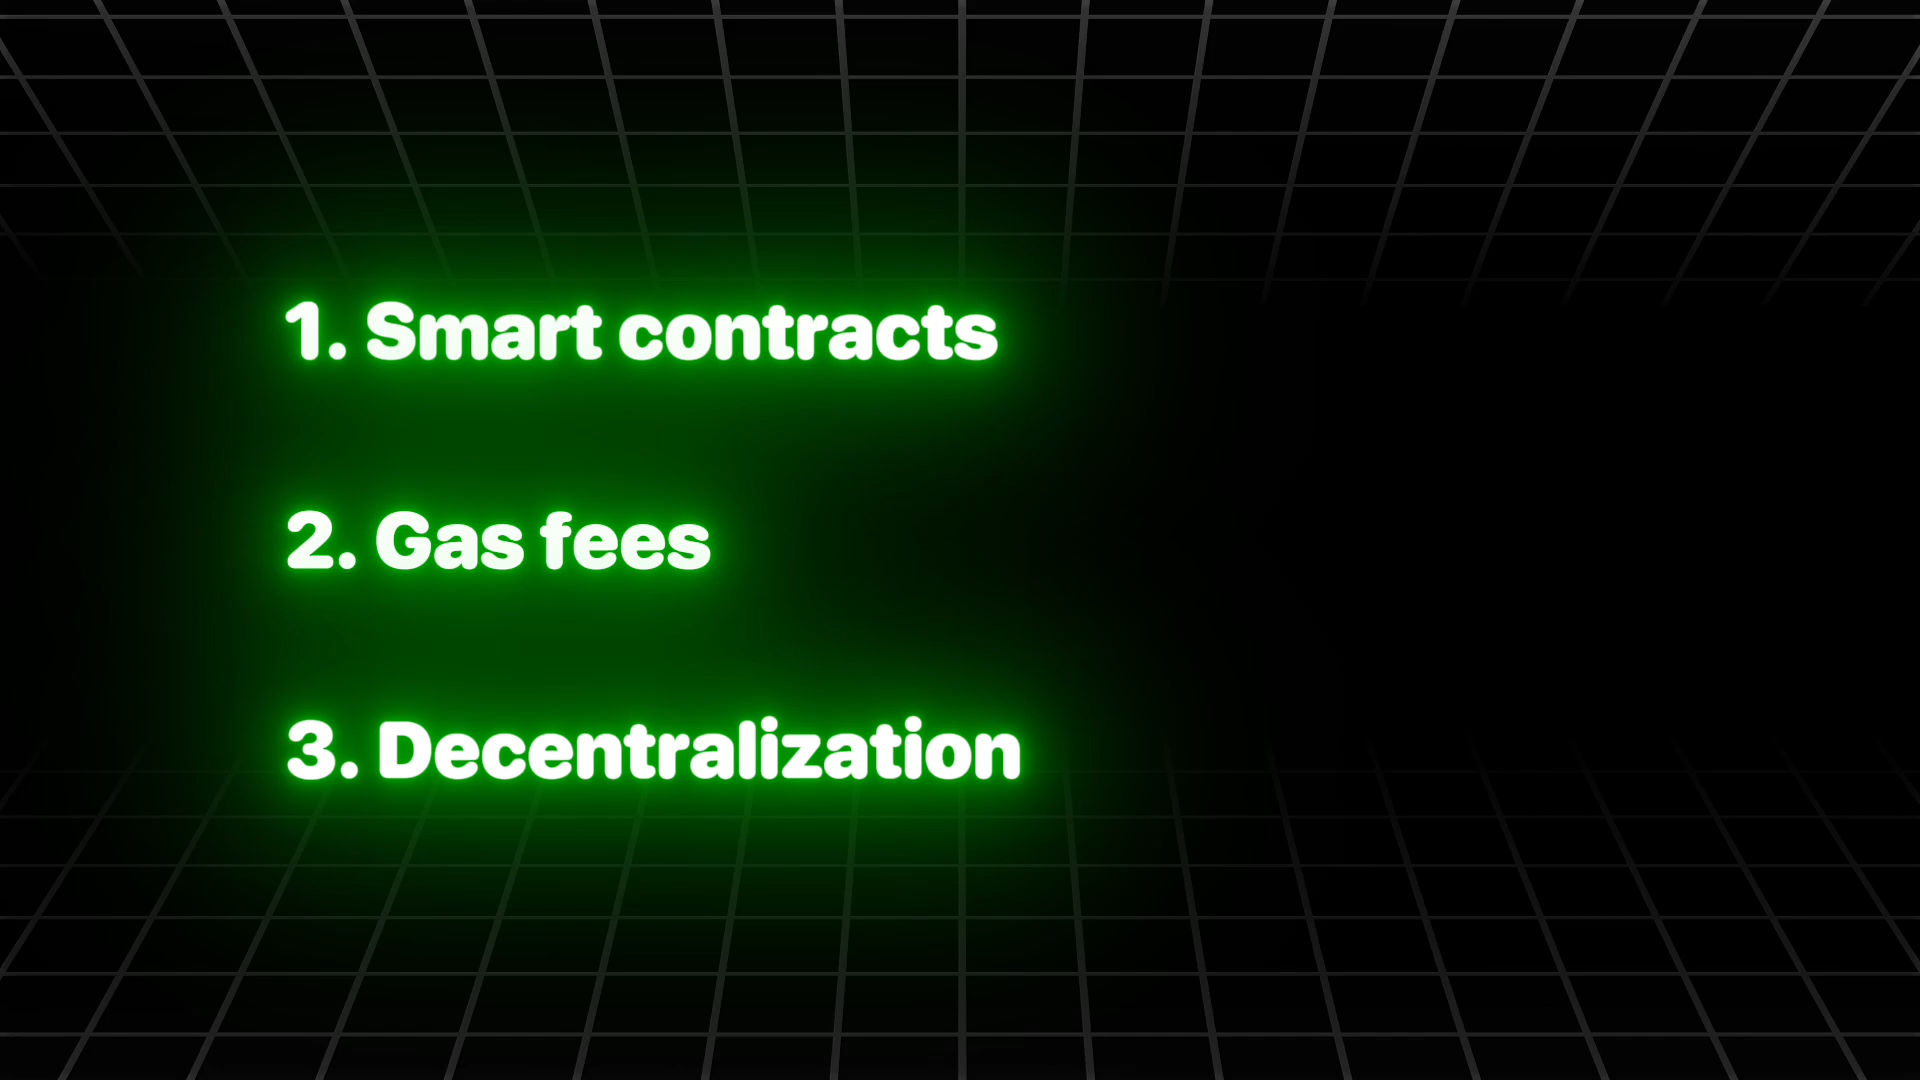 1. Smart contracts
2. Gas fees
3. Decentralization